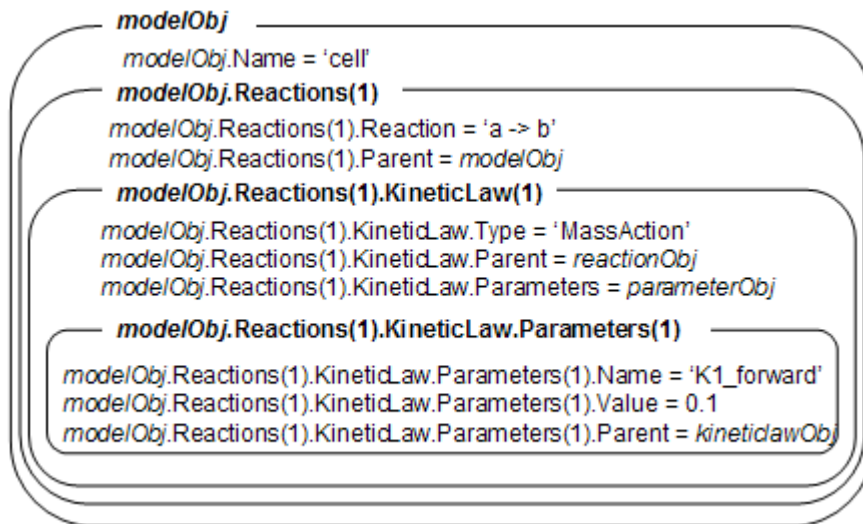 modelObj
modelObj.Name = ‘cell’
modelObj.Reactions(1)
modelObj.Reactions(1).Reaction = ‘a -> b’
modelObj.Reactions(1).Parent = modelObj
modelObj.Reactions(1).KineticLaw(1)
modelObj.Reactions(1).KineticLaw.Type = ‘MassAction’
modelObj.Reactions(1).KineticLaw.Parent = reactionObj
modelObj.Reactions(1).KineticLaw.Parameters = parameterObj
modelObj.Reactions(1).KineticLaw.Parameters(1)
modelObj.Reactions(1).KineticLaw.Parameters(1).Name = ‘K1_forward’
modelObj.Reactions(1).KineticLaw.Parameters(1).Value = 0.1
modelObj.Reactions(1).KineticLaw.Parameters(1).Parent = kineticlawObj